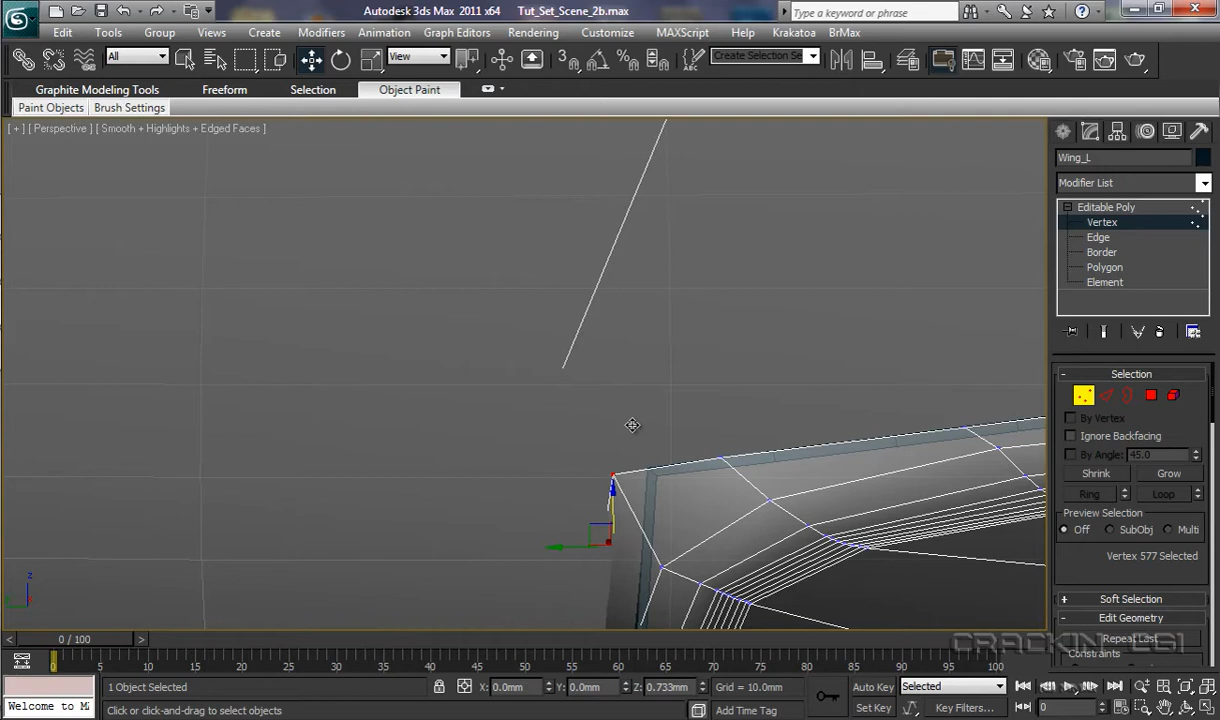 Autodesk 3ds Max 2011 x64 Tut_Set_Scene_2b.max
Type a keyword or phrase
Edit Tools Group Views Create Modifiers Animation Graph Editors Rendering Customize MAXScript Help Krakatoa BrMax
All View Create Selection Se
Graphite Modeling Tools Freeform Selection Object Paint
Paint Objects Brush Settings
[ + ] [ Perspective ] [ Smooth + Highlights + Edged Faces ]
Wing_L
Modifier List
Editable Poly
Vertex
Edge
Border
Polygon
Element
Selection
By Vertex
Ignore Backfacing
By Angle: 45.0
Shrink Grow
Ring Loop
Preview Selection
Off SubObj Multi
Vertex 577 Selected
Soft Selection
Edit Geometry
Repeat Last
Constraints
z
y
0 / 100
0 5 10 15 20 25 30 35 40 45 50 55 60 65 70 75 80 85 90 95 100
1 Object Selected X: 0.0mm Y: 0.0mm Z: 0.733mm Grid = 10.0mm Auto Key Selected
Welcome to M Click or click-and-drag to select objects Add Time Tag Set Key Key Filters... 0